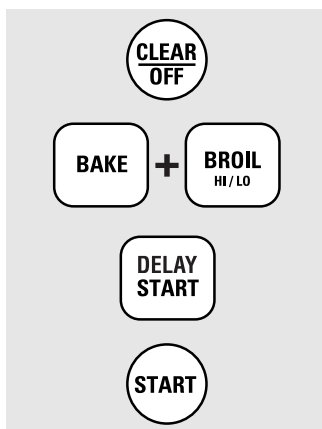 CLEAR
OFF
BAKE + BROIL
HI / LO
DELAY
START
START